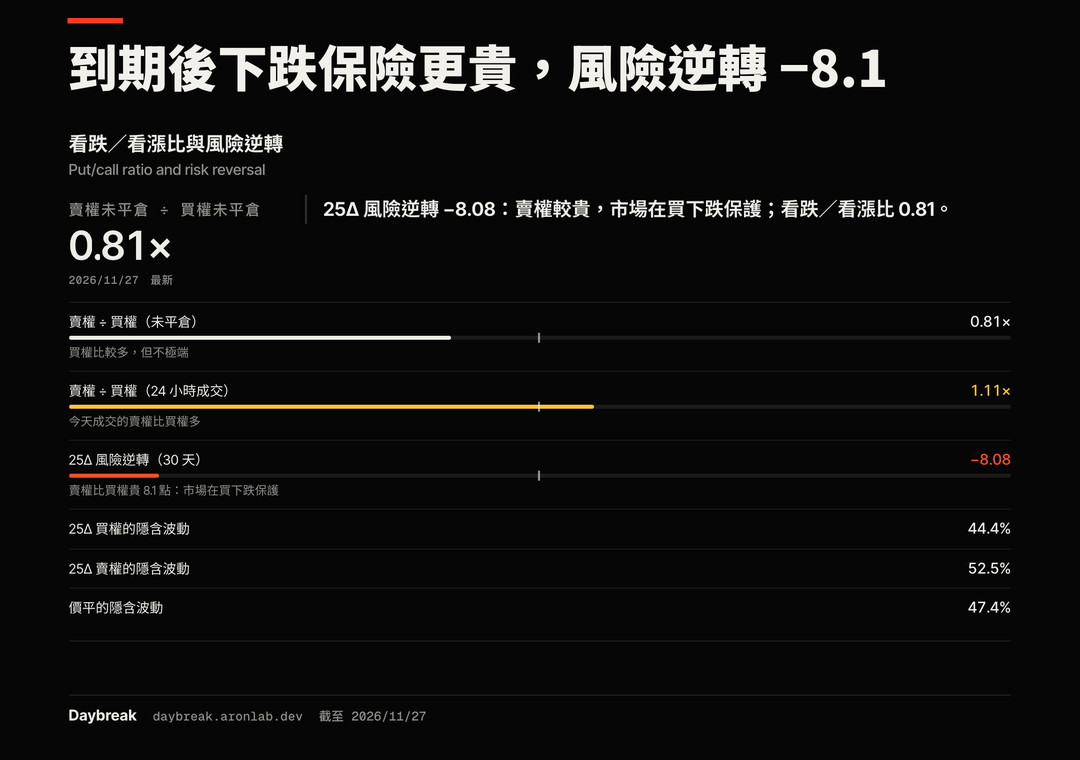 到期後下跌保險更貴，風險逆轉 −8.1
看跌／看漲比與風險逆轉
Put/call ratio and risk reversal
賣權未平倉 ÷ 買權未平倉
25Δ 風險逆轉 −8.08：賣權較貴，市場在買下跌保護；看跌／看漲比 0.81。
0.81×
2026/11/27 最新
賣權 ÷ 買權（未平倉） 0.81×
買權比較多，但不極端
賣權 ÷ 買權（24 小時成交） 1.11×
今天成交的賣權比買權多
25Δ 風險逆轉（30 天） −8.08
賣權比買權貴 8.1 點：市場在買下跌保護
25Δ 買權的隱含波動 44.4%
25Δ 賣權的隱含波動 52.5%
價平的隱含波動 47.4%
Daybreak daybreak.aronlab.dev 截至 2026/11/27